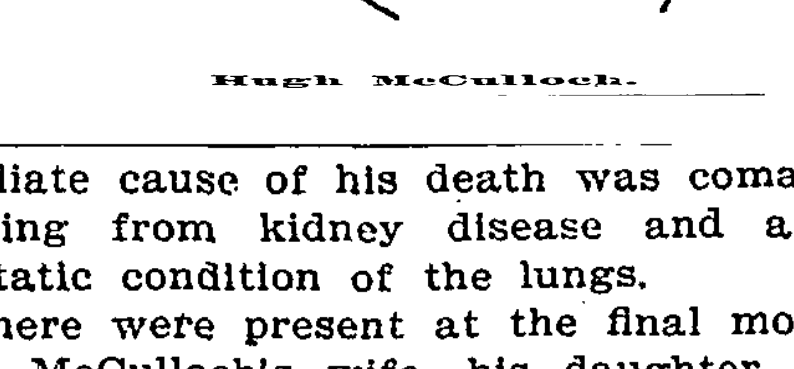 Hugh McCulloch.
liate cause of his death was coma
ing from kidney disease and a
tatic condition of the lungs.
here were present at the final mo
McCulloch's wife, his daughter